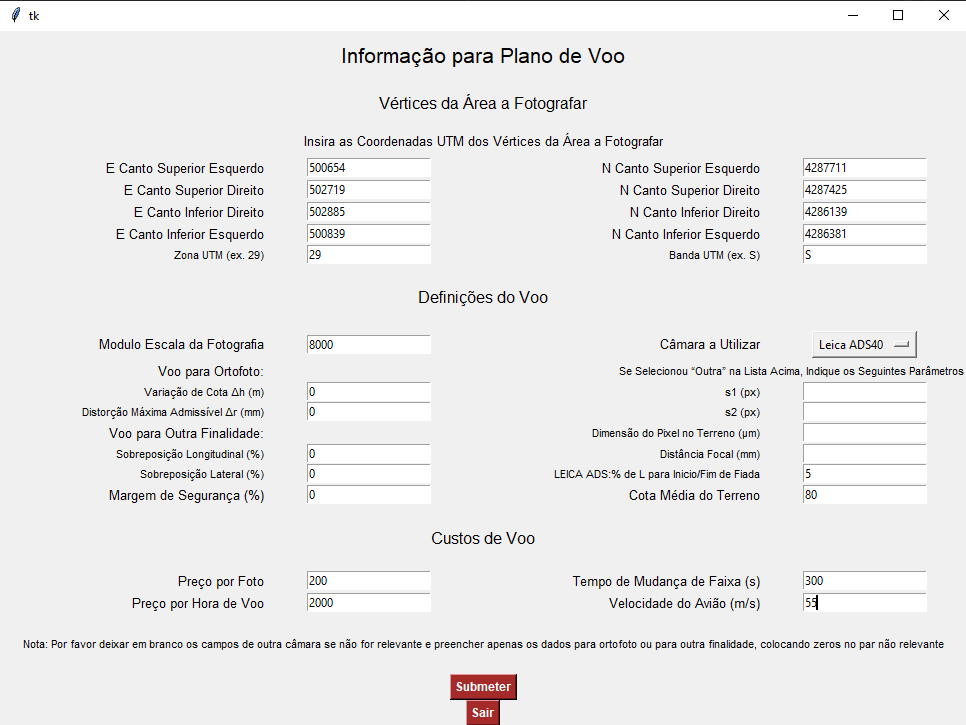 tk
Informação para Plano de Voo
Vértices da Área a Fotografar
Insira as Coordenadas UTM dos Vértices da Área a Fotografar
E Canto Superior Esquerdo 500654 N Canto Superior Esquerdo 4287711
E Canto Superior Direito 502719 N Canto Superior Direito 4287425
E Canto Inferior Direito 502885 N Canto Inferior Direito 4286139
E Canto Inferior Esquerdo 500839 N Canto Inferior Esquerdo 4286381
Zona UTM (ex. 29) 29 Banda UTM (ex. S) S
Definições do Voo
Modulo Escala da Fotografia 8000 Câmara a Utilizar Leica ADS40
Voo para Ortofoto: Se Selecionou “Outra” na Lista Acima, Indique os Seguintes Parâmetros
Variação de Cota Δh (m) 0 s1 (px)
Distorção Máxima Admissível Δr (mm) 0 s2 (px)
Voo para Outra Finalidade: Dimensão do Pixel no Terreno (μm)
Sobreposição Longitudinal (%) 0 Distância Focal (mm)
Sobreposição Lateral (%) 0 LEICA ADS:% de L para Inicio/Fim de Fiada 5
Margem de Segurança (%) 0 Cota Média do Terreno 80
Custos de Voo
Preço por Foto 200 Tempo de Mudança de Faixa (s) 300
Preço por Hora de Voo 2000 Velocidade do Avião (m/s) 55
Nota: Por favor deixar em branco os campos de outra câmara se não for relevante e preencher apenas os dados para ortofoto ou para outra finalidade, colocando zeros no par não relevante
Submeter
Sair